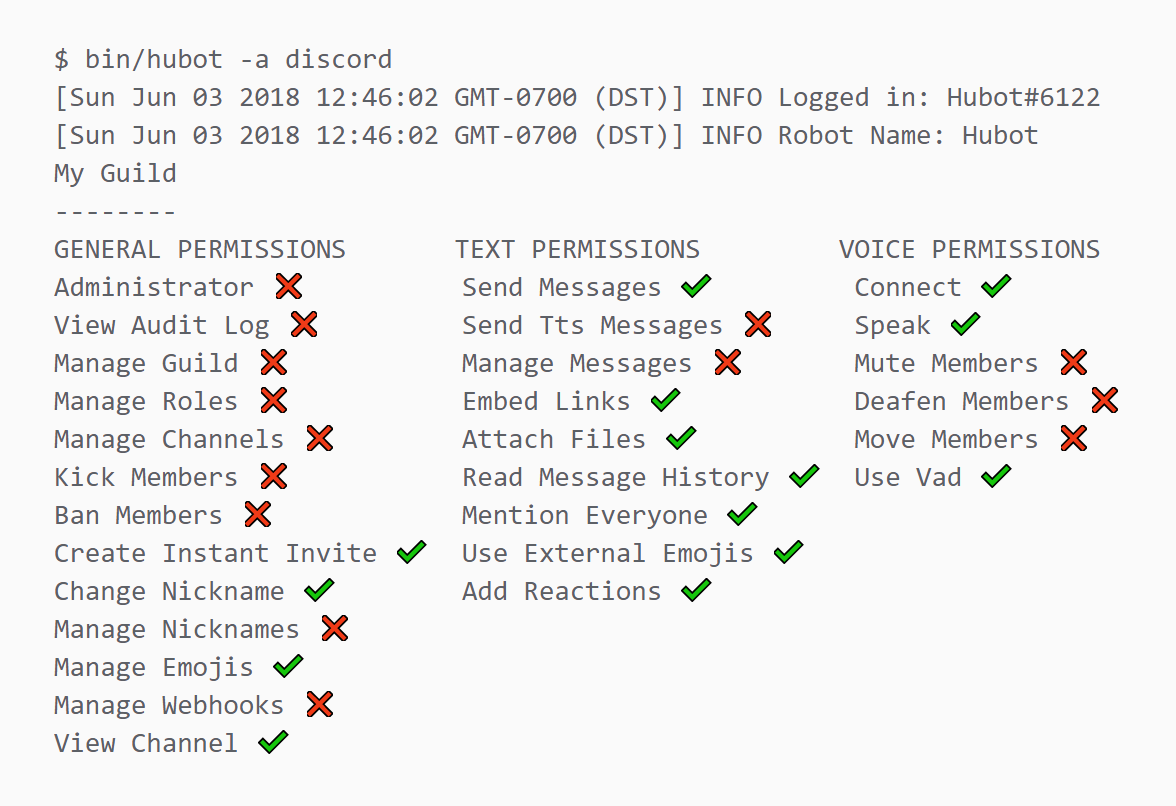 $ bin/hubot -a discord
[Sun Jun 03 2018 12:46:02 GMT-0700 (DST)] INFO Logged in: Hubot#6122
[Sun Jun 03 2018 12:46:02 GMT-0700 (DST)] INFO Robot Name: Hubot
My Guild
--------
GENERAL PERMISSIONS TEXT PERMISSIONS VOICE PERMISSIONS
Administrator ❌ Send Messages ✔ Connect ✔
View Audit Log ❌ Send Tts Messages ❌ Speak ✔
Manage Guild ❌ Manage Messages ❌ Mute Members ❌
Manage Roles ❌ Embed Links ✔ Deafen Members ❌
Manage Channels ❌ Attach Files ✔ Move Members ❌
Kick Members ❌ Read Message History ✔ Use Vad ✔
Ban Members ❌ Mention Everyone ✔
Create Instant Invite ✔ Use External Emojis ✔
Change Nickname ✔ Add Reactions ✔
Manage Nicknames ❌
Manage Emojis ✔
Manage Webhooks ❌
View Channel ✔